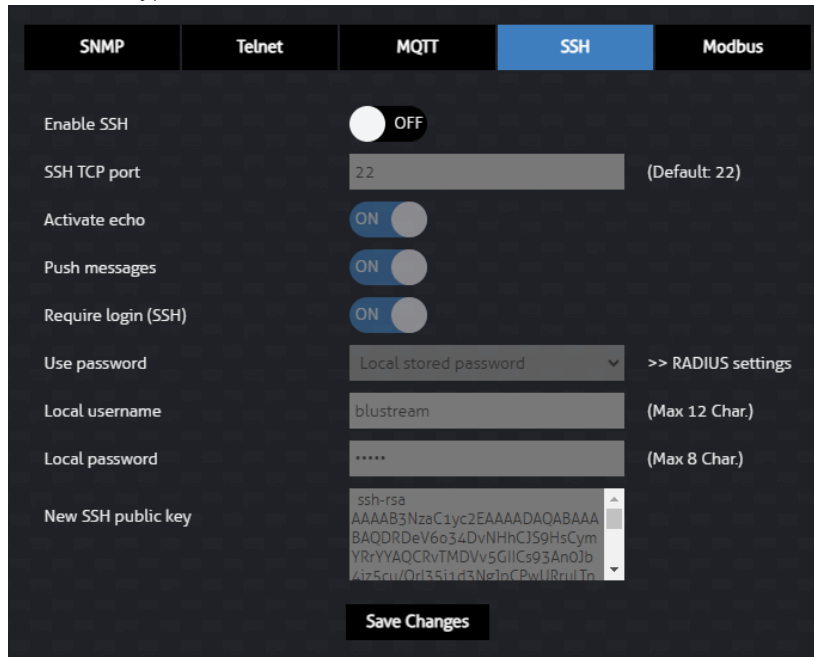 SNMP Telnet MQTT SSH Modbus
Enable SSH OFF
SSH TCP port 22 (Default: 22)
Activate echo ON
Push messages ON
Require login (SSH) ON
Use password Local stored password >> RADIUS settings
Local username blustream (Max 12 Char.)
Local password ••••• (Max 8 Char.)
New SSH public key
ssh-rsa
AAAAB3NzaC1yc2EAAAADAQABAAA
BAQDRDeV6o34DvNHhCJS9HsCym
YRrYYAQCRvTMDVv5GIICs93An0Jb
Save Changes